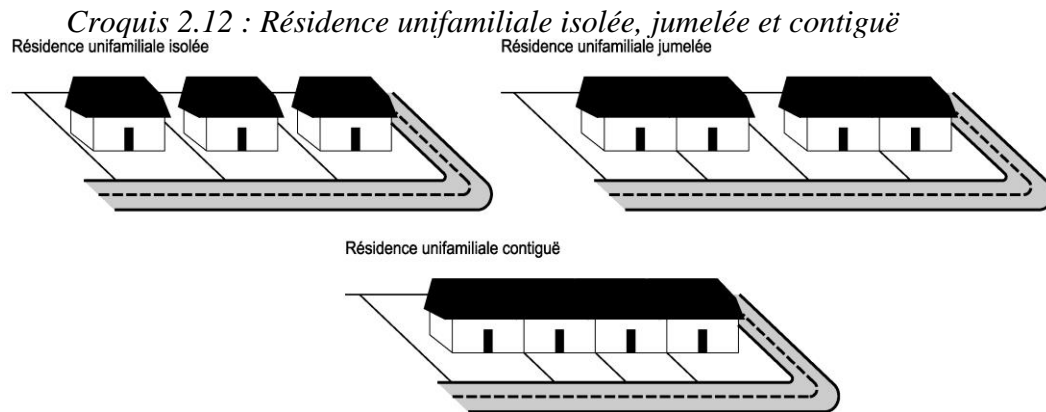 Croquis 2.12 : Résidence unifamiliale isolée, jumelée et contiguë
Résidence unifamiliale isolée
Résidence unifamiliale jumelée
Résidence unifamiliale contiguë